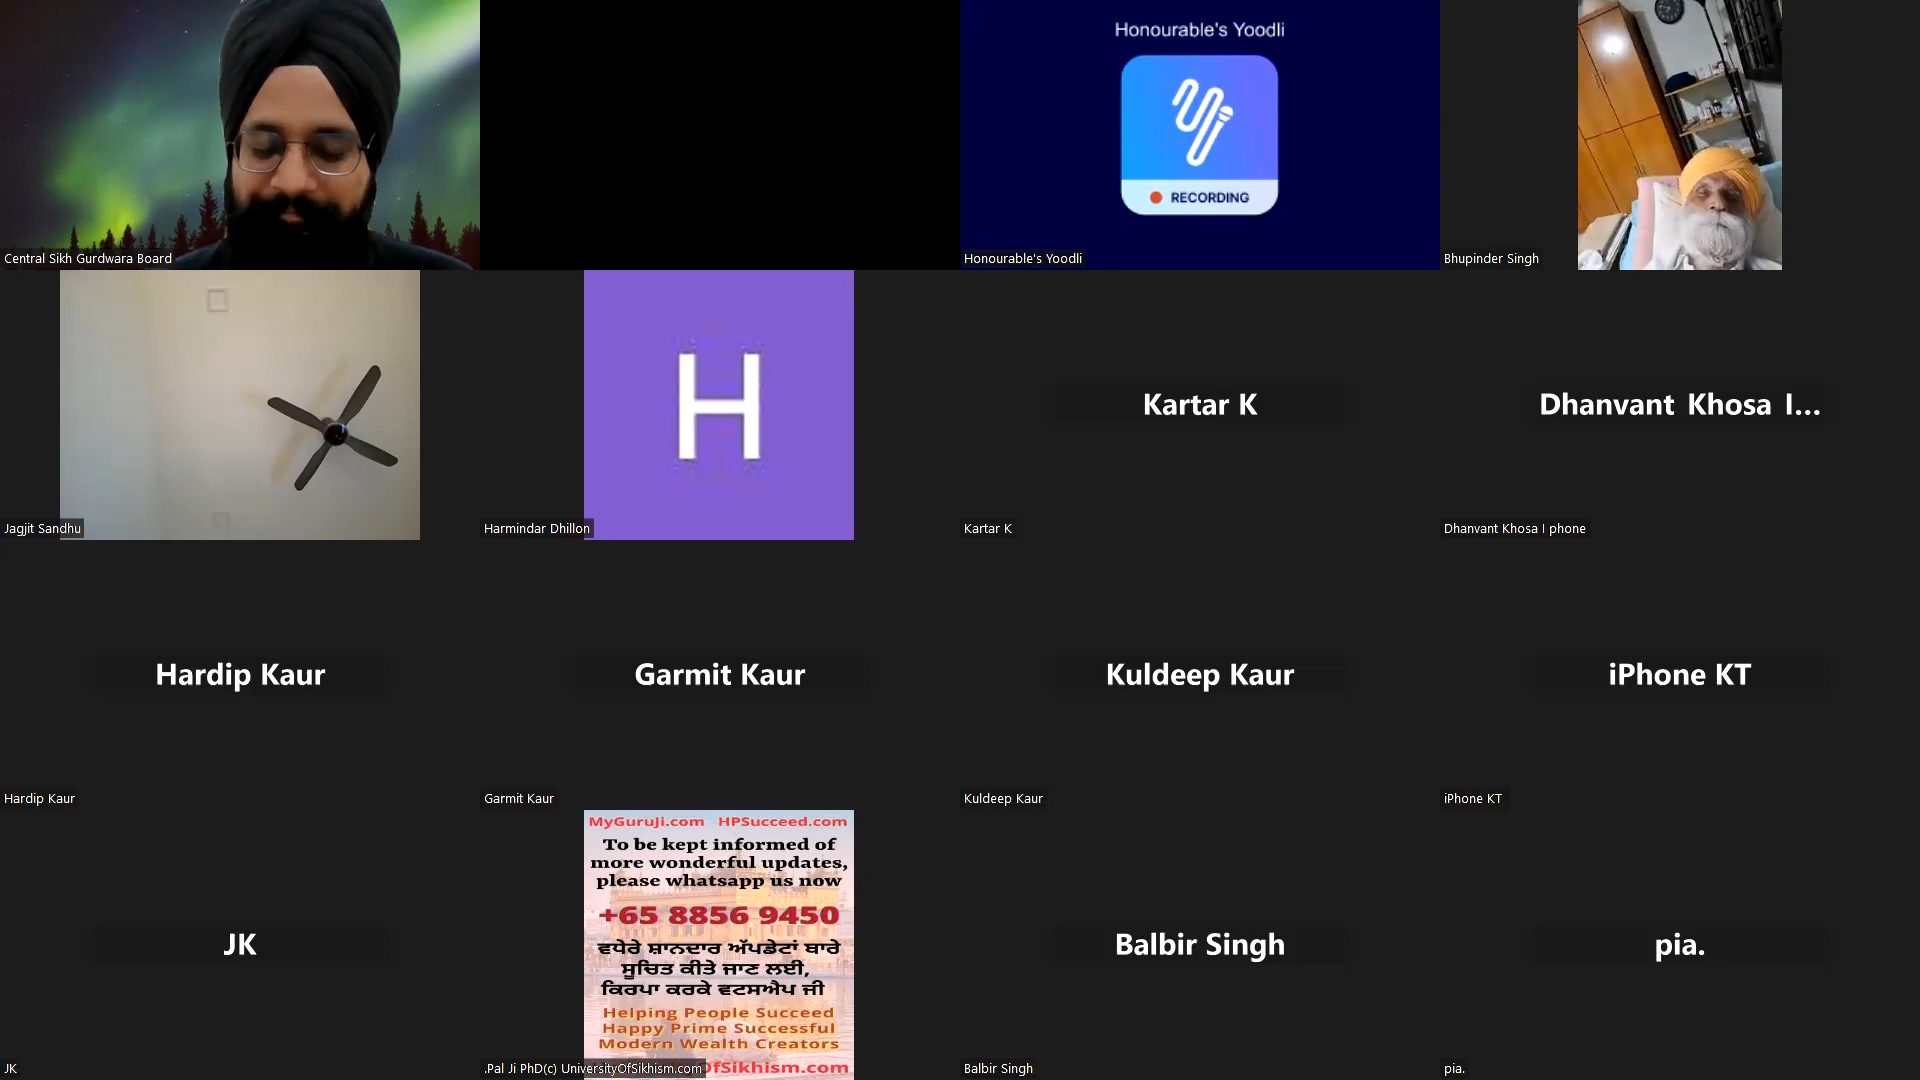 Honourable's Yoodli
RECORDING
Central Sikh Gurdwara Board
Honourable's Yoodli
Bhupinder Singh
H
Kartar K
Dhanvant Khosa I...
Jagjit Sandhu
Harmindar Dhillon
Kartar K
Dhanvant Khosa I phone
Hardip Kaur
Garmit Kaur
Kuldeep Kaur
iPhone KT
Hardip Kaur
Garmit Kaur
Kuldeep Kaur
iPhone KT
JK
MyGuruJi.com HPSucceed.com
To be kept informed of
more wonderful updates,
please whatsapp us now
+65 8856 9450
ਵਧੇਰੇ ਸ਼ਾਨਦਾਰ ਅੱਪਡੇਟਾਂ ਬਾਰੇ
ਸੂਚਿਤ ਕੀਤੇ ਜਾਣ ਲਈ,
ਕਿਰਪਾ ਕਰਕੇ ਵਟਸਐਪ ਜੀ
Helping People Succeed
Happy Prime Successful
Modern Wealth Creators
OfSikhism.com
Balbir Singh
pia.
JK
.Pal Ji PhD(c) UniversityOfSikhism.com
Balbir Singh
pia.